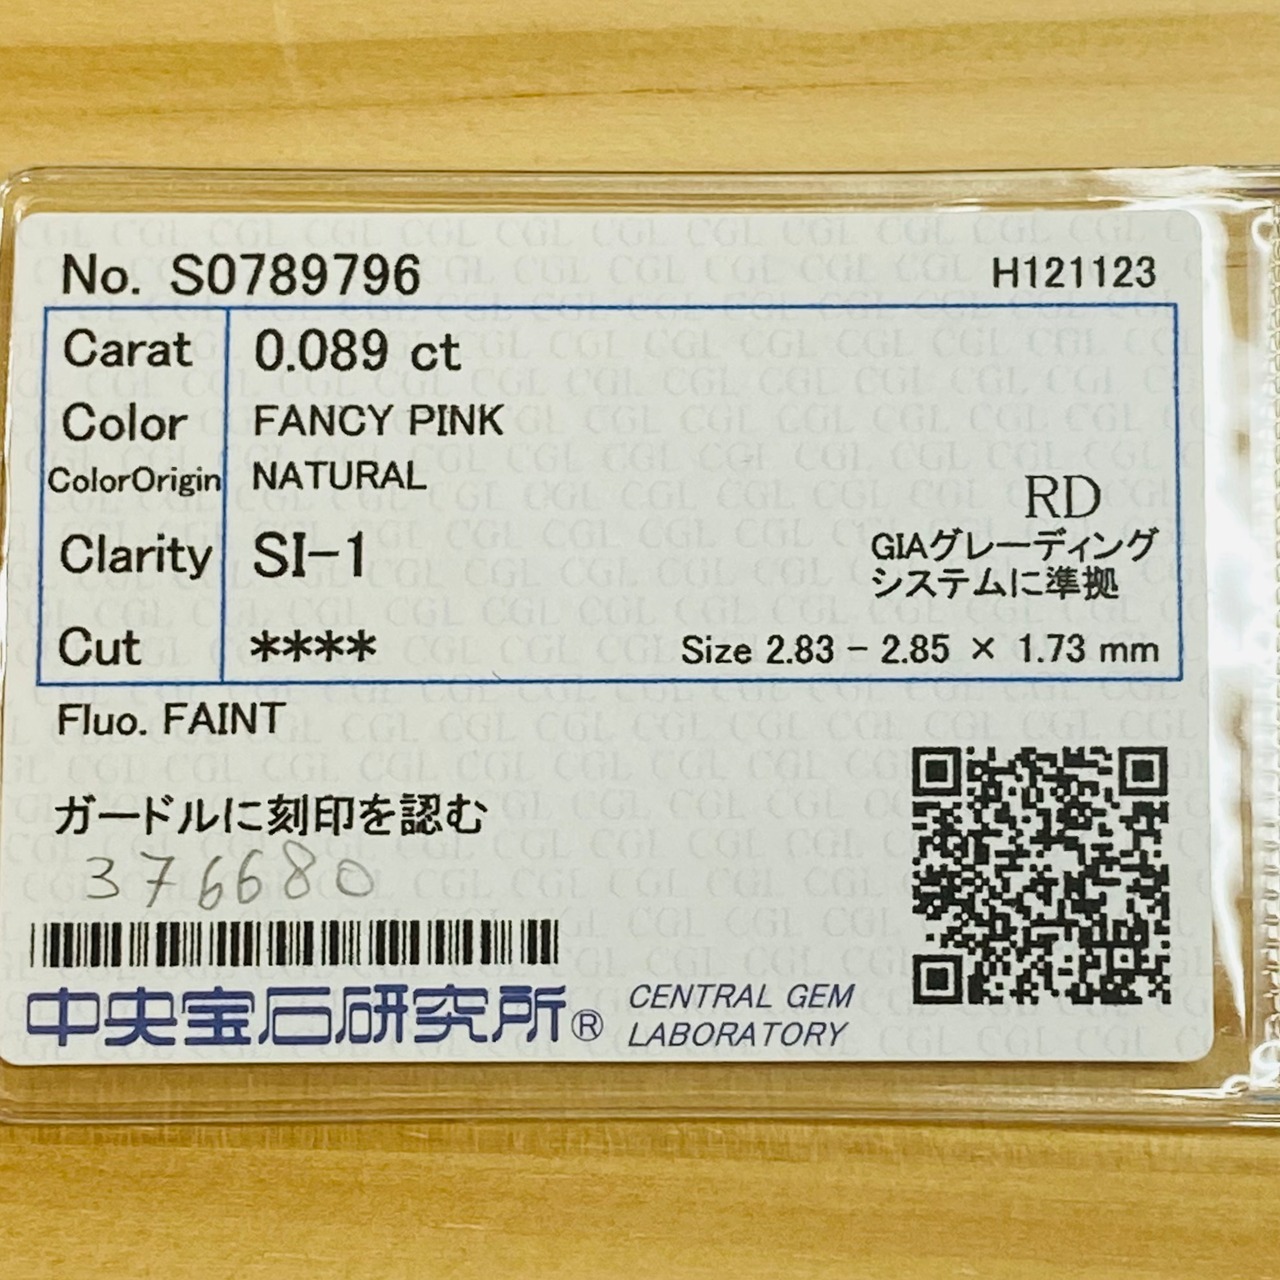 No. S0789796 H121123
Carat 0.089 ct
Color FANCY PINK
ColorOrigin NATURAL
RD
Clarity SI-1 GIAグレーディング
システムに準拠
Cut **** Size 2.83 - 2.85 × 1.73 mm
Fluo. FAINT
ガードルに刻印を認む
376680
中央宝石研究所® CENTRAL GEM
LABORATORY